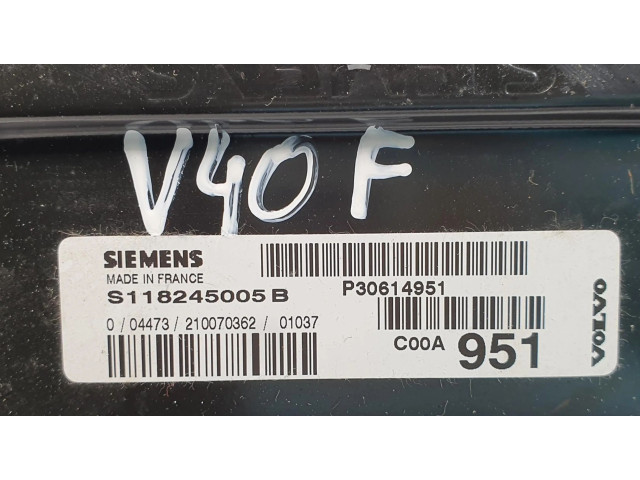 V40 F
SIEMENS
MADE IN FRANCE
S118245005 B
P30614951
0 / 04473 / 210070362 / 01037
C00A 951
VOLVO